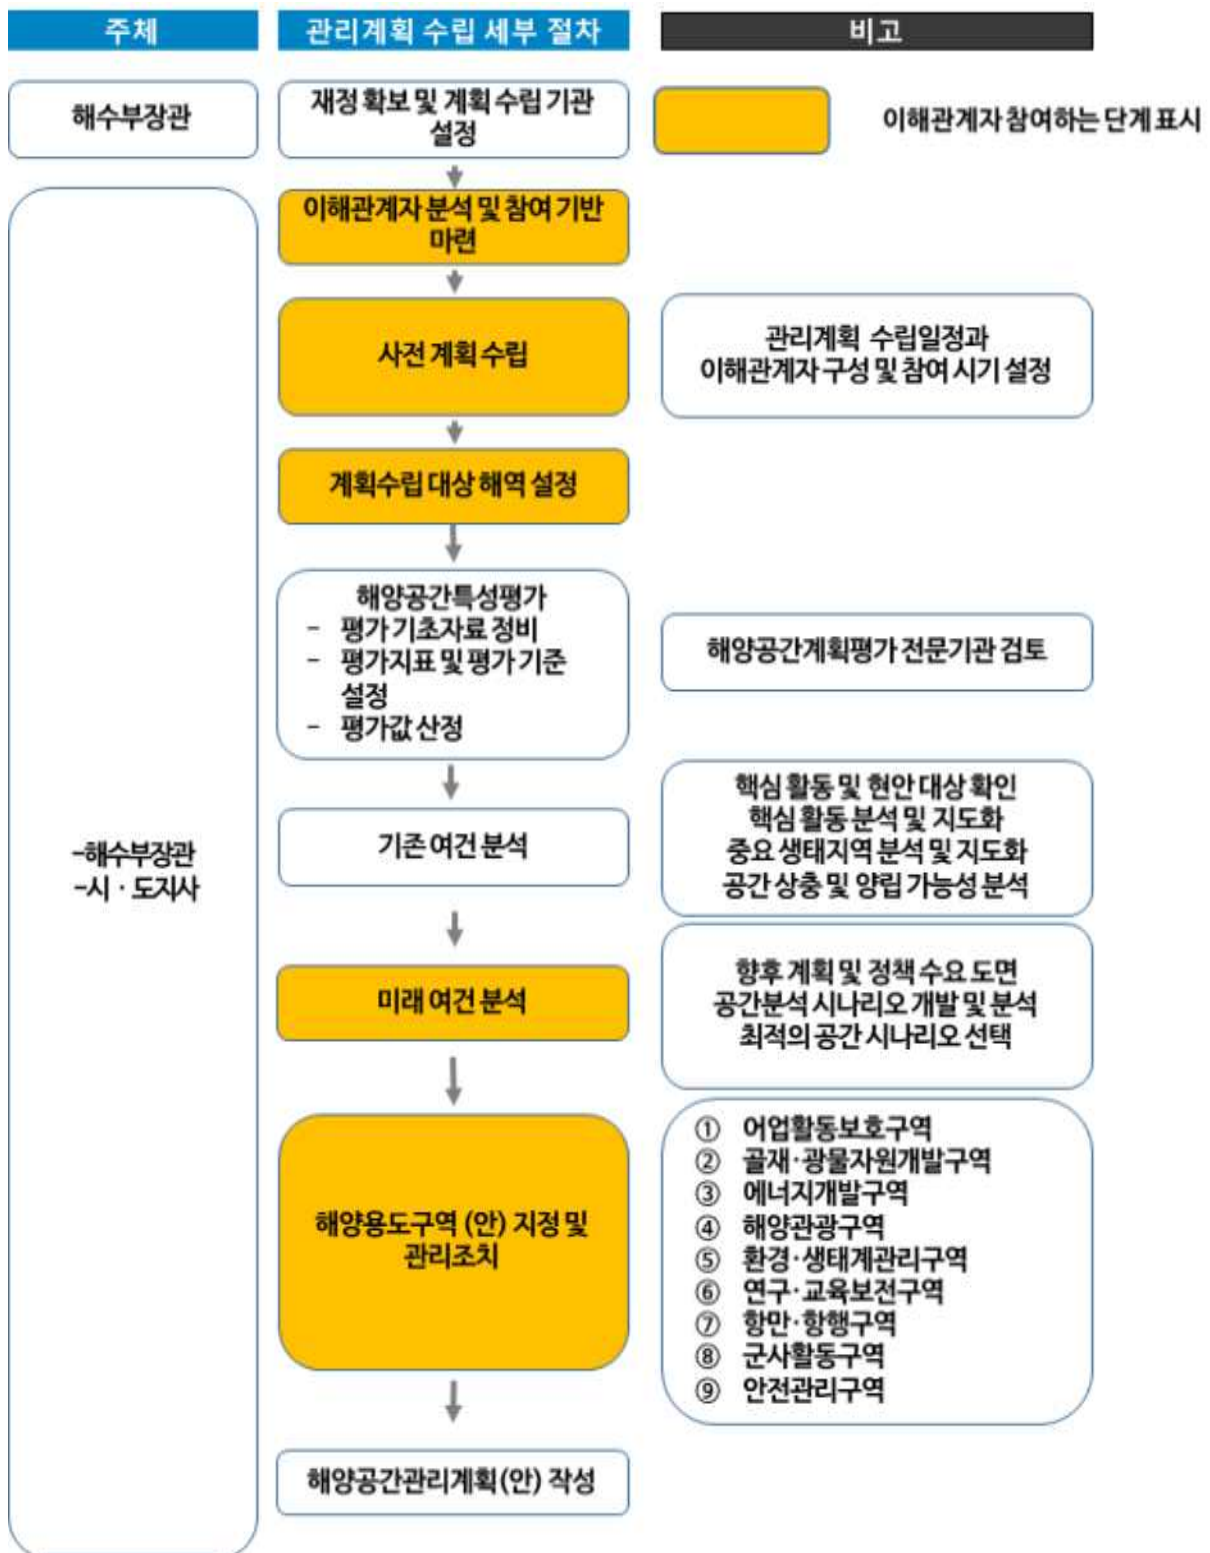 주체
관리계획 수립 세부 절차
비고
해수부장관
재정 확보 및 계획 수립 기관
설정
이해관계자 참여하는 단계 표시
이해관계자 분석 및 참여 기반
마련
사전 계획 수립
관리계획 수립일정과
이해관계자 구성 및 참여 시기 설정
계획수립 대상 해역 설정
해양공간특성평가
- 평가 기초자료 정비
- 평가지표 및 평가 기준
설정
- 평가값 산정
해양공간계획평가 전문기관 검토
-해수부장관
-시 · 도지사
기존 여건 분석
핵심 활동 및 현안 대상 확인
핵심 활동 분석 및 지도화
중요 생태지역 분석 및 지도화
공간 상충 및 양립 가능성 분석
미래 여건 분석
향후 계획 및 정책 수요 도면
공간분석 시나리오 개발 및 분석
최적의 공간 시나리오 선택
해양용도구역 (안) 지정 및
관리조치
① 어업활동보호구역
② 골재·광물자원개발구역
③ 에너지개발구역
④ 해양관광구역
⑤ 환경·생태계관리구역
⑥ 연구·교육보전구역
⑦ 항만·항행구역
⑧ 군사활동구역
⑨ 안전관리구역
해양공간관리계획(안) 작성